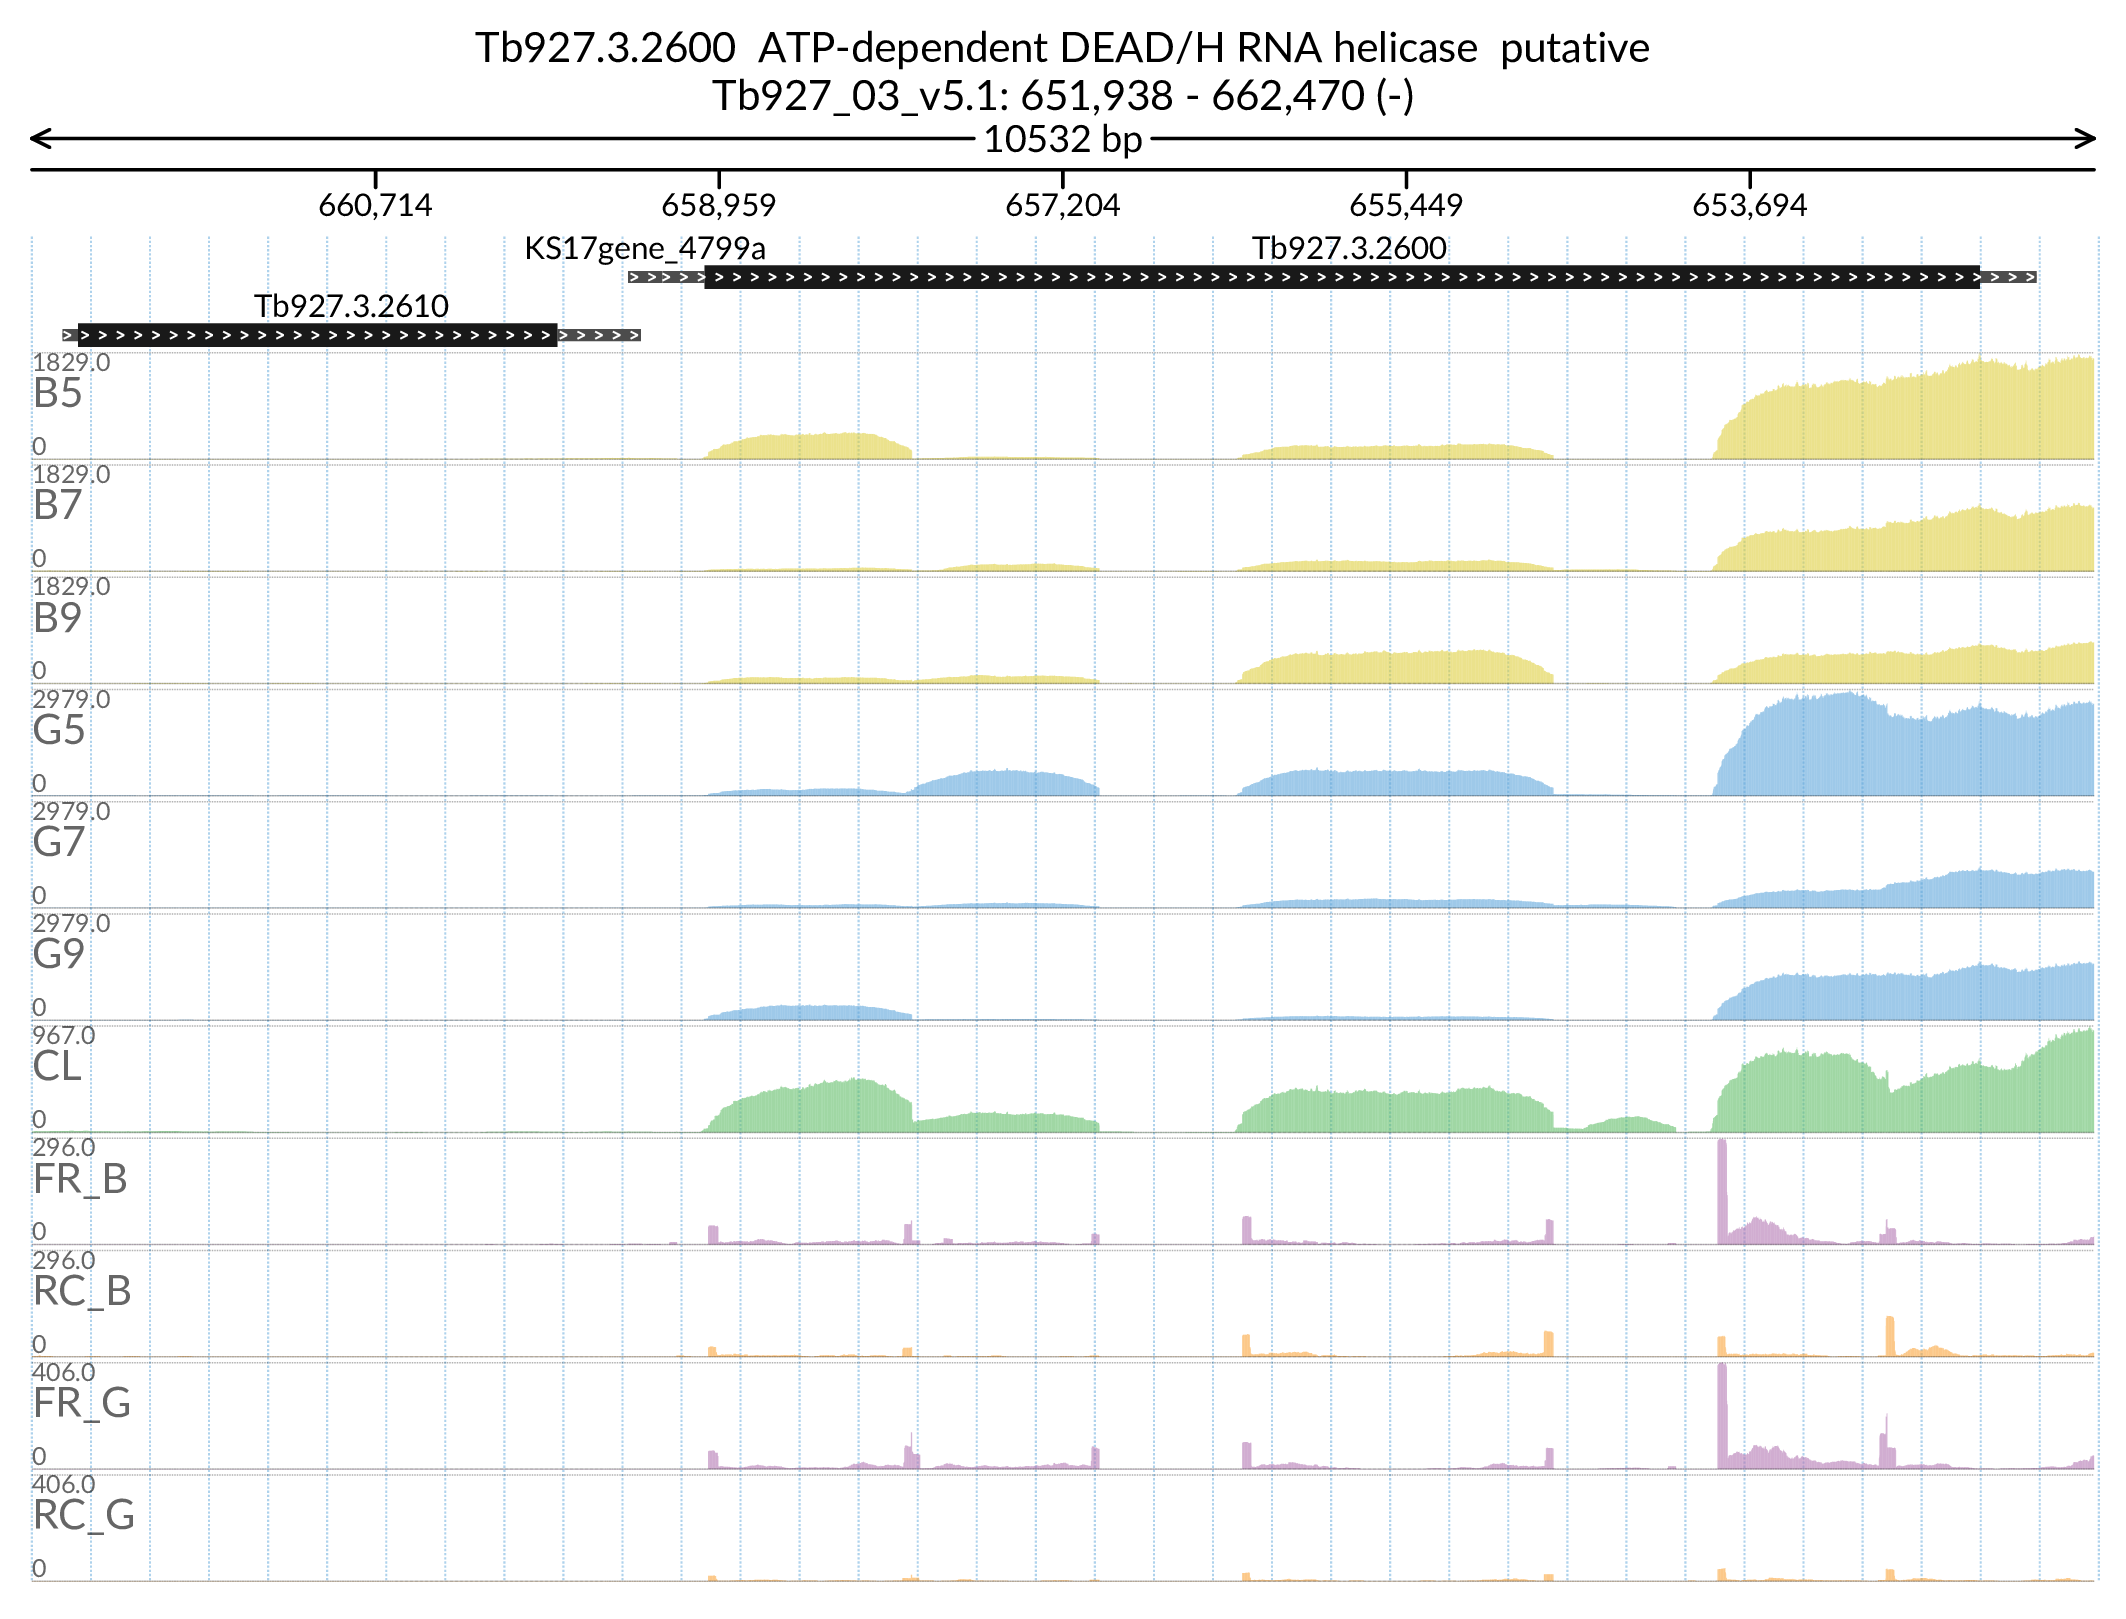 Tb927.3.2600  ATP-dependent DEAD/H RNA helicase  putative
Tb927_03_v5.1: 651,938 - 662,470 (-)
10532 bp
660,714 658,959 657,204 655,449 653,694
KS17gene_4799a Tb927.3.2600
Tb927.3.2610
1829.0
B5
0
1829.0
B7
0
1829.0
B9
0
2979.0
G5
0
2979.0
G7
0
2979.0
G9
0
967.0
CL
0
296.0
FR_B
0
296.0
RC_B
0
406.0
FR_G
0
406.0
RC_G
0